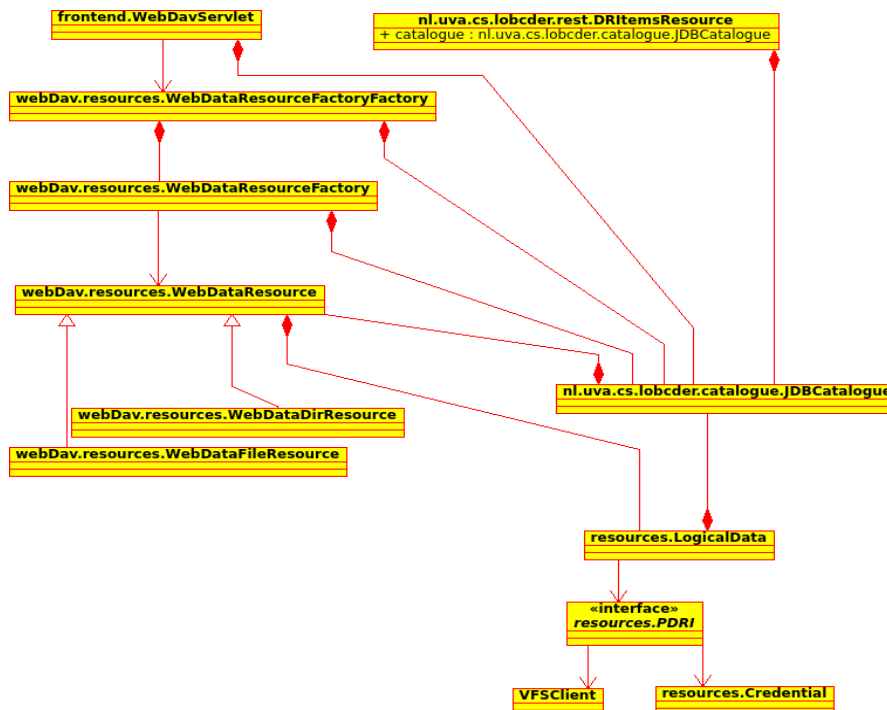 frontend.WebDavServlet
nl.uva.cs.lobcder.rest.DRItemsResource
+ catalogue : nl.uva.cs.lobcder.catalogue.JDBCatalogue
webDav.resources.WebDataResourceFactoryFactory
webDav.resources.WebDataResourceFactory
webDav.resources.WebDataResource
nl.uva.cs.lobcder.catalogue.JDBCatalogue
webDav.resources.WebDataDirResource
webDav.resources.WebDataFileResource
resources.LogicalData
«interface»
resources.PDRI
VFSClient
resources.Credential